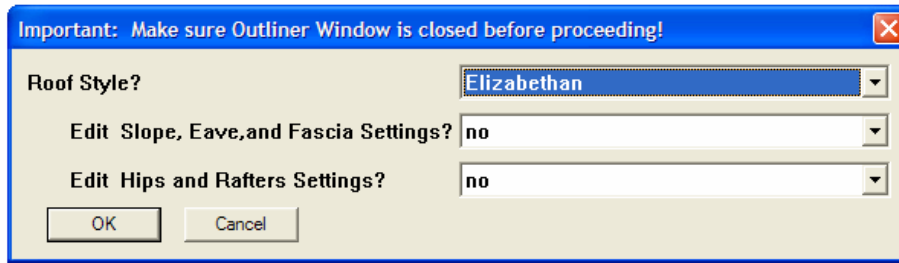 Important:  Make sure Outliner Window is closed before proceeding!
Roof Style? Elizabethan
Edit  Slope, Eave,and Fascia Settings? no
Edit  Hips and Rafters Settings? no
OK Cancel